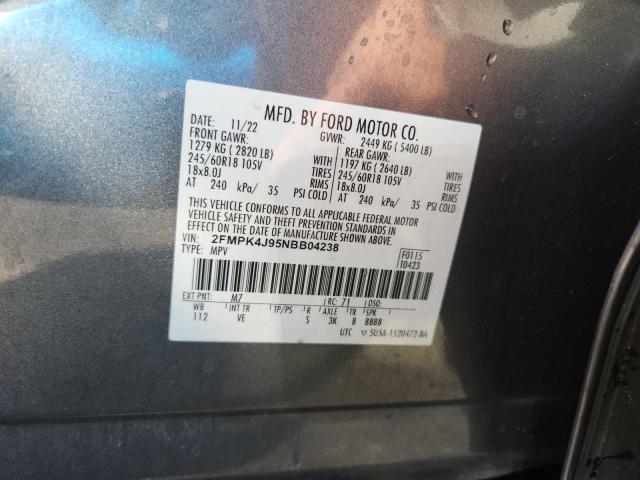 MFD. BY FORD MOTOR CO.
DATE: 11/22 GVWR: 2449 KG ( 5400 LB)
FRONT GAWR: REAR GAWR:
1279 KG ( 2820 LB) WITH 1197 KG ( 2640 LB) WITH
245/60R18 105V TIRES 245/60R18 105V TIRES
18x8.0J RIMS 18x8.0J RIMS
AT 240 kPa/ 35 PSI COLD AT 240 kPa/ 35 PSI COLD
THIS VEHICLE CONFORMS TO ALL APPLICABLE FEDERAL MOTOR
VEHICLE SAFETY AND THEFT PREVENTION STANDARDS IN
EFFECT ON THE DATE OF MANUFACTURE SHOWN ABOVE.
VIN: 2FMPK4J95NBB04238 F0115
TYPE: MPV T0423
EXT PNT: M7 RC: 71 DSO:
WB INT TR TP/PS R AXLE TR SPR
112 VE S 3K 8 8888
UTC ▽ 5U5A-1520472-BA